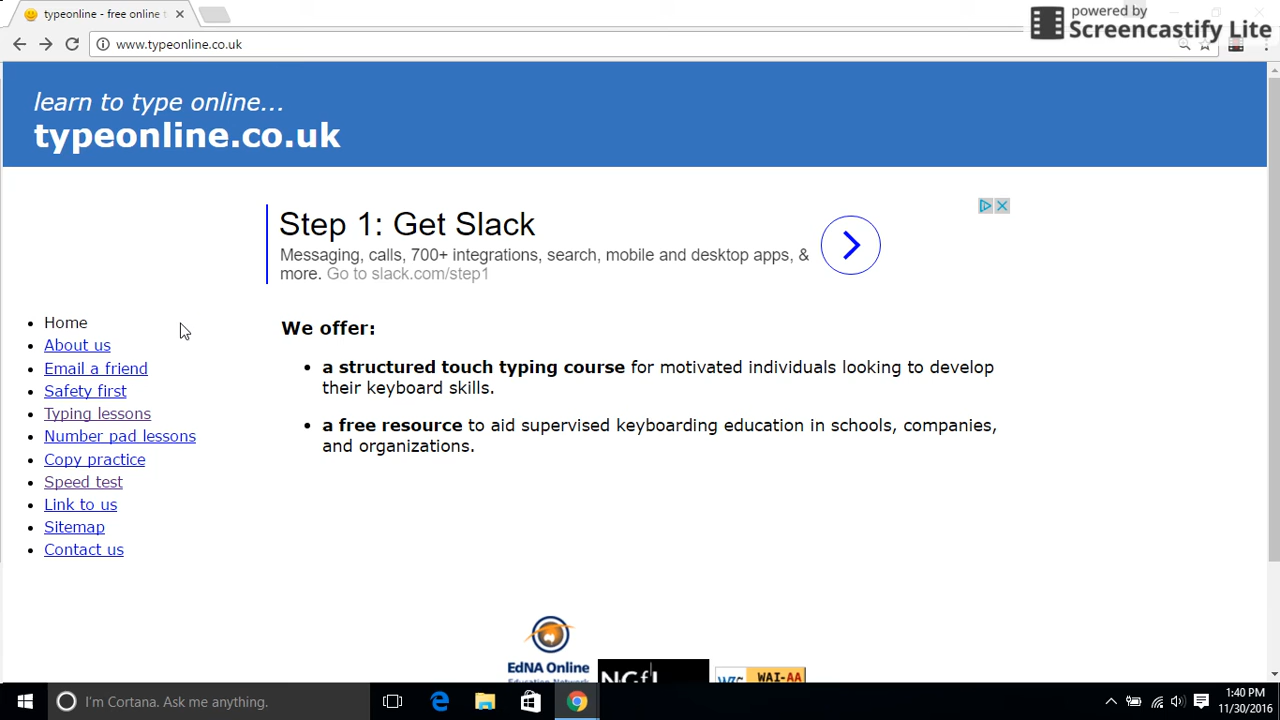 typeonline - free online t
powered by
Screencastify Lite
www.typeonline.co.uk
learn to type online...
typeonline.co.uk
Step 1: Get Slack
Messaging, calls, 700+ integrations, search, mobile and desktop apps, &
more. Go to slack.com/step1
Home
About us
Email a friend
Safety first
Typing lessons
Number pad lessons
Copy practice
Speed test
Link to us
Sitemap
Contact us
We offer:
a structured touch typing course for motivated individuals looking to develop
their keyboard skills.
a free resource to aid supervised keyboarding education in schools, companies,
and organizations.
EdNA Online
NGfL
WAI-AA
I'm Cortana. Ask me anything.
1:40 PM
11/30/2016